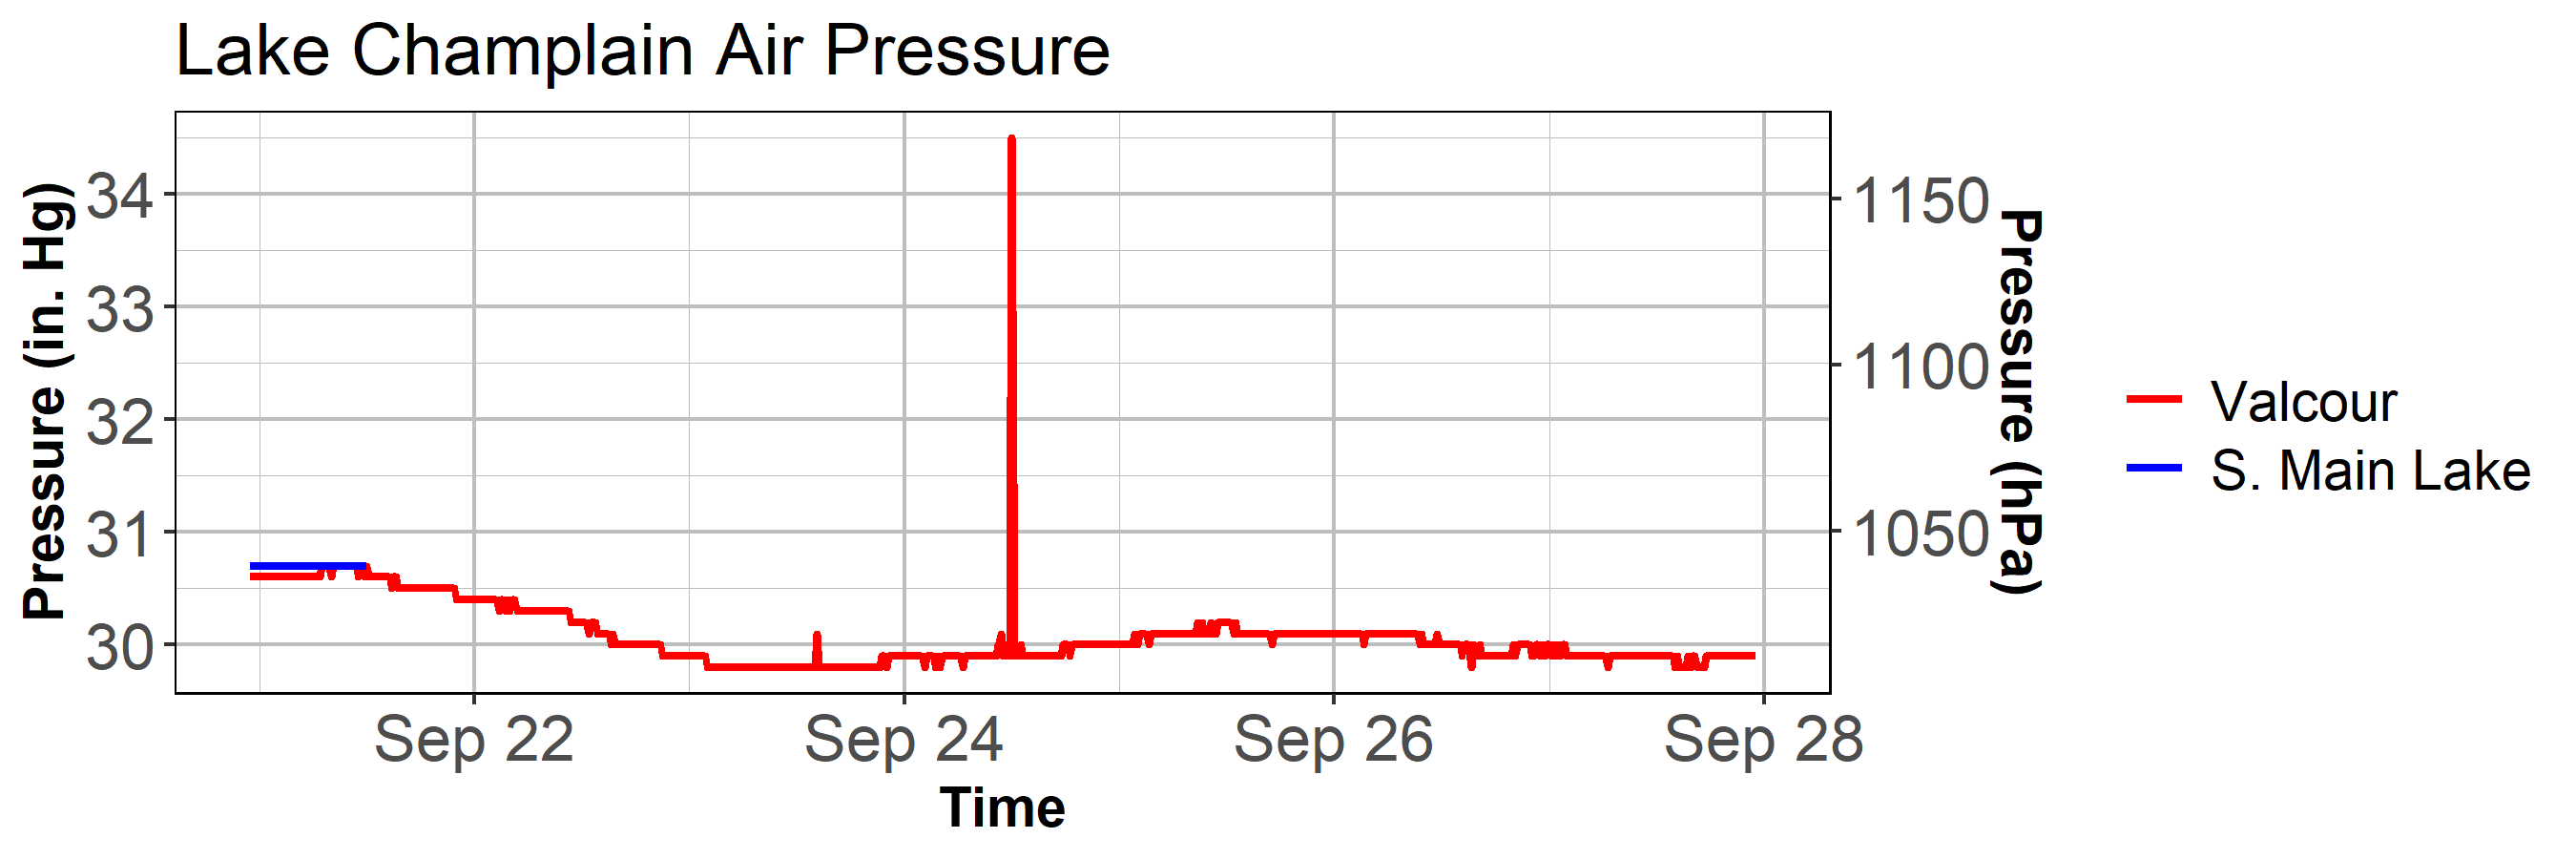 Lake Champlain Air Pressure
Pressure (in. Hg)
34
33
32
31
30
1150
1100
1050
Pressure (hPa)
Sep 22
Sep 24
Sep 26
Sep 28
Time
Valcour
S. Main Lake